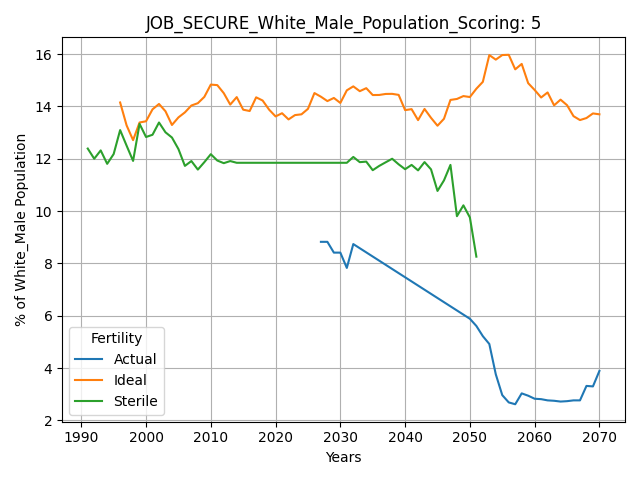 JOB_SECURE_White_Male_Population_Scoring: 5
% of White_Male Population
16
14
12
10
8
6
4
2
Fertility
Actual
Ideal
Sterile
1990 2000 2010 2020 2030 2040 2050 2060 2070
Years